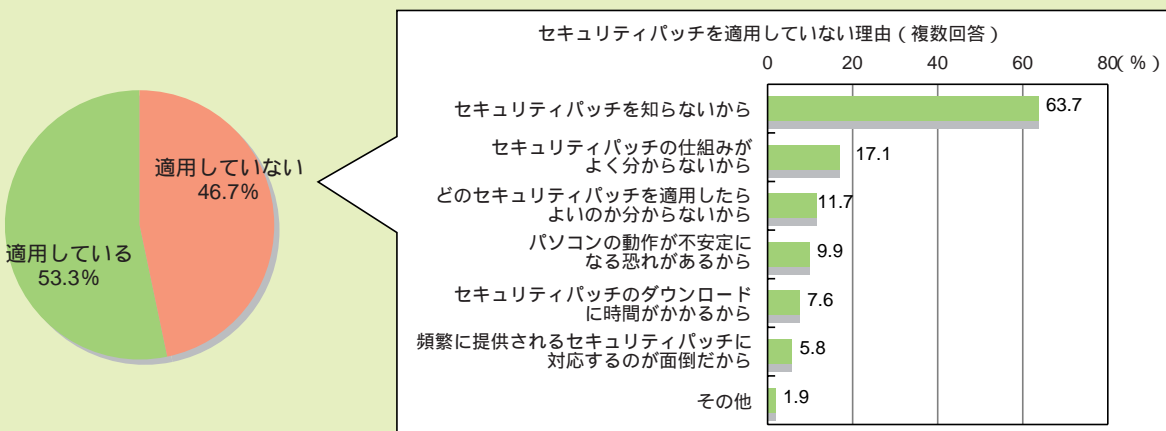 適用していない
46.7%
適用している
53.3%
セキュリティパッチを適用していない理由(複数回答)
0 20 40 60 80(%)
セキュリティパッチを知らないから 63.7
セキュリティパッチの仕組みが
よく分からないから 17.1
どのセキュリティパッチを適用したら
よいのか分からないから 11.7
パソコンの動作が不安定に
なる恐れがあるから 9.9
セキュリティパッチのダウンロード
に時間がかかるから 7.6
頻繁に提供されるセキュリティパッチに
対応するのが面倒だから 5.8
その他 1.9